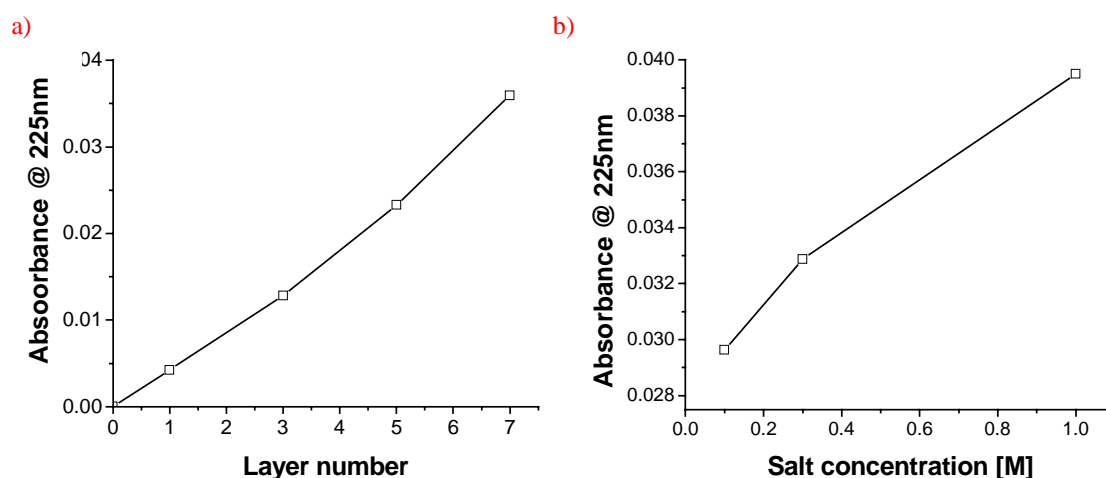 a)
Absoorbance @ 225nm
04
0.03
0.02
0.01
0.00
0 1 2 3 4 5 6 7
Layer number
b)
Absorbance @ 225nm
0.040
0.038
0.036
0.034
0.032
0.030
0.028
0.0 0.2 0.4 0.6 0.8 1.0
Salt concentration [M]